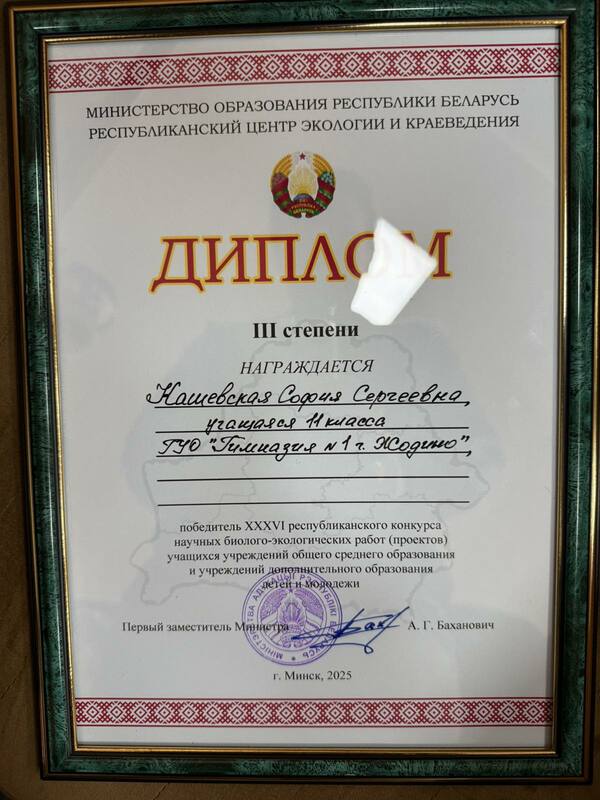 МИНИСТЕРСТВО ОБРАЗОВАНИЯ РЕСПУБЛИКИ БЕЛАРУСЬ
РЕСПУБЛИКАНСКИЙ ЦЕНТР ЭКОЛОГИИ И КРАЕВЕДЕНИЯ
ДИПЛОМ
III степени
НАГРАЖДАЕТСЯ
Кашевская София Сергеевна,
учащаяся 11 класса
ГУО "Гимназия №1 г. Жодино",
победитель XXXVI республиканского конкурса
научных биолого-экологических работ (проектов)
учащихся учреждений общего среднего образования
и учреждений дополнительного образования
детей и молодежи
Первый заместитель Министра
А. Г. Баханович
г. Минск, 2025